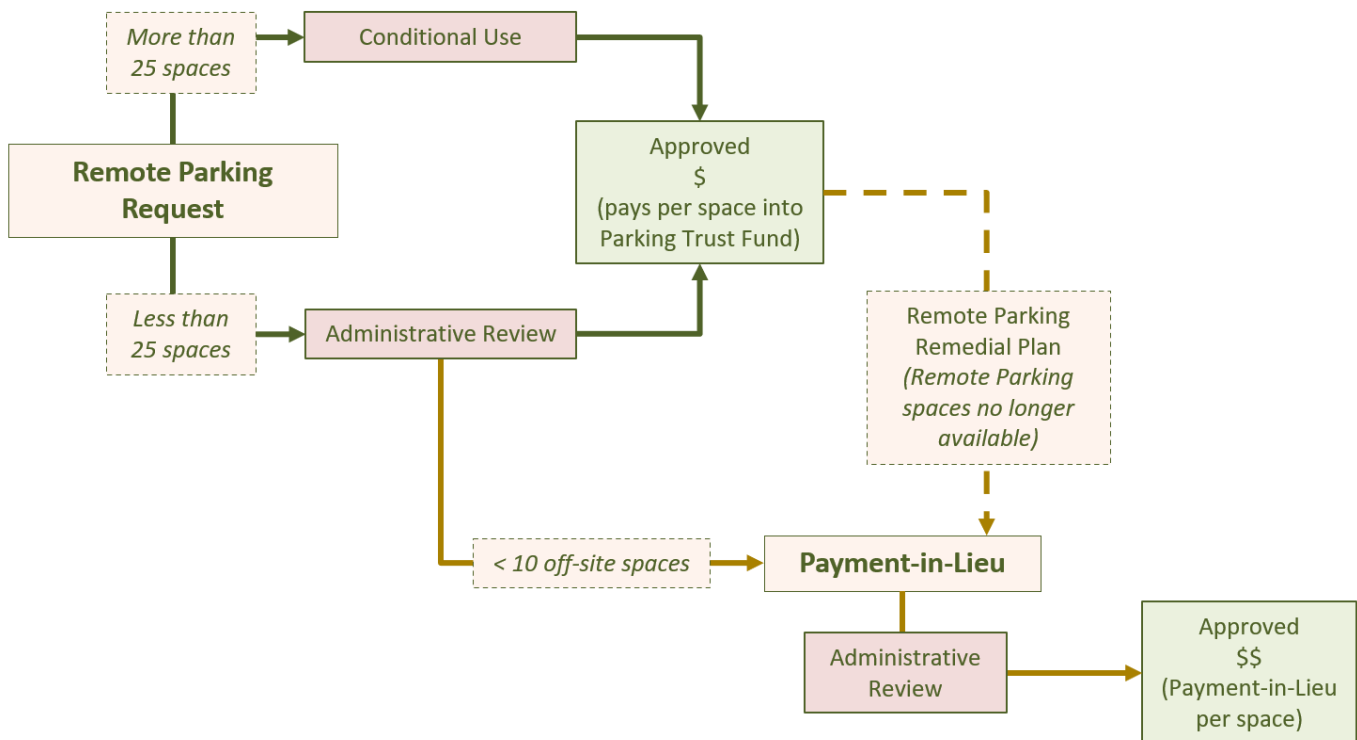 More than
25 spaces
Conditional Use
Remote Parking
Request
Approved
$
(pays per space into
Parking Trust Fund)
Less than
25 spaces
Administrative Review
Remote Parking
Remedial Plan
(Remote Parking
spaces no longer
available)
< 10 off-site spaces
Payment-in-Lieu
Administrative
Review
Approved
$$
(Payment-in-Lieu
per space)